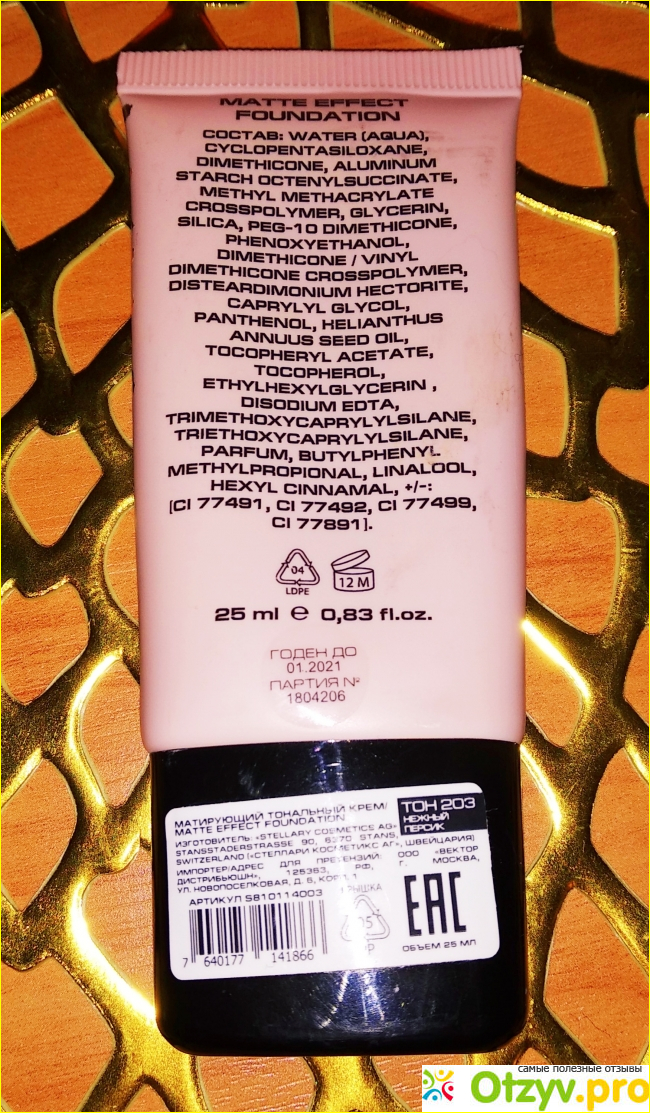 MATTE EFFECT
FOUNDATION
СОСТАВ: WATER (AQUA),
CYCLOPENTASILOXANE,
DIMETHICONE, ALUMINUM
STARCH OCTENYLSUCCINATE,
METHYL METHACRYLATE
CROSSPOLYMER, GLYCERIN,
SILICA, PEG-10 DIMETHICONE,
PHENOXYETHANOL,
DIMETHICONE / VINYL
DIMETHICONE CROSSPOLYMER,
DISTEARDIMONIUM HECTORITE,
CAPRYLYL GLYCOL,
PANTHENOL, HELIANTHUS
ANNUUS SEED OIL,
TOCOPHERYL ACETATE,
TOCOPHEROL,
ETHYLHEXYLGLYCERIN ,
DISODIUM EDTA,
TRIMETHOXYCAPRYLYLSILANE,
TRIETHOXYCAPRYLYLSILANE,
PARFUM, BUTYLPHENYL
METHYLPROPIONAL, LINALOOL,
HEXYL CINNAMAL, +/-:
[CI 77491, CI 77492, CI 77499,
CI 77891].
04
LDPE
12 M
25 ml e 0,83 fl.oz.
ГОДЕН ДО
01.2021
ПАРТИЯ №
1804206
МАТИРУЮЩИЙ ТОНАЛЬНЫЙ КРЕМ/
MATTE EFFECT FOUNDATION
ТОН 203
НЕЖНЫЙ
ПЕРСИК
ИЗГОТОВИТЕЛЬ: «STELLARY COSMETICS AG»,
STANSSTADERSTRASSE 90, 6370 STANS,
SWITZERLAND («СТЕЛЛАРИ КОСМЕТИКС АГ», ШВЕЙЦАРИЯ)
ИМПОРТЕР/АДРЕС ДЛЯ ПРЕТЕНЗИЙ: ООО «ВЕКТОР
ДИСТРИБЬЮШН», 125383, РФ, Г. МОСКВА,
УЛ. НОВОПОСЕЛКОВАЯ, Д. 6,
АРТИКУЛ S810114003
КРЫШКА
05
PP
EAC
ОБЪЕМ 25 МЛ
7 640177 141866
самые полезные отзывы
Otzyv.pro